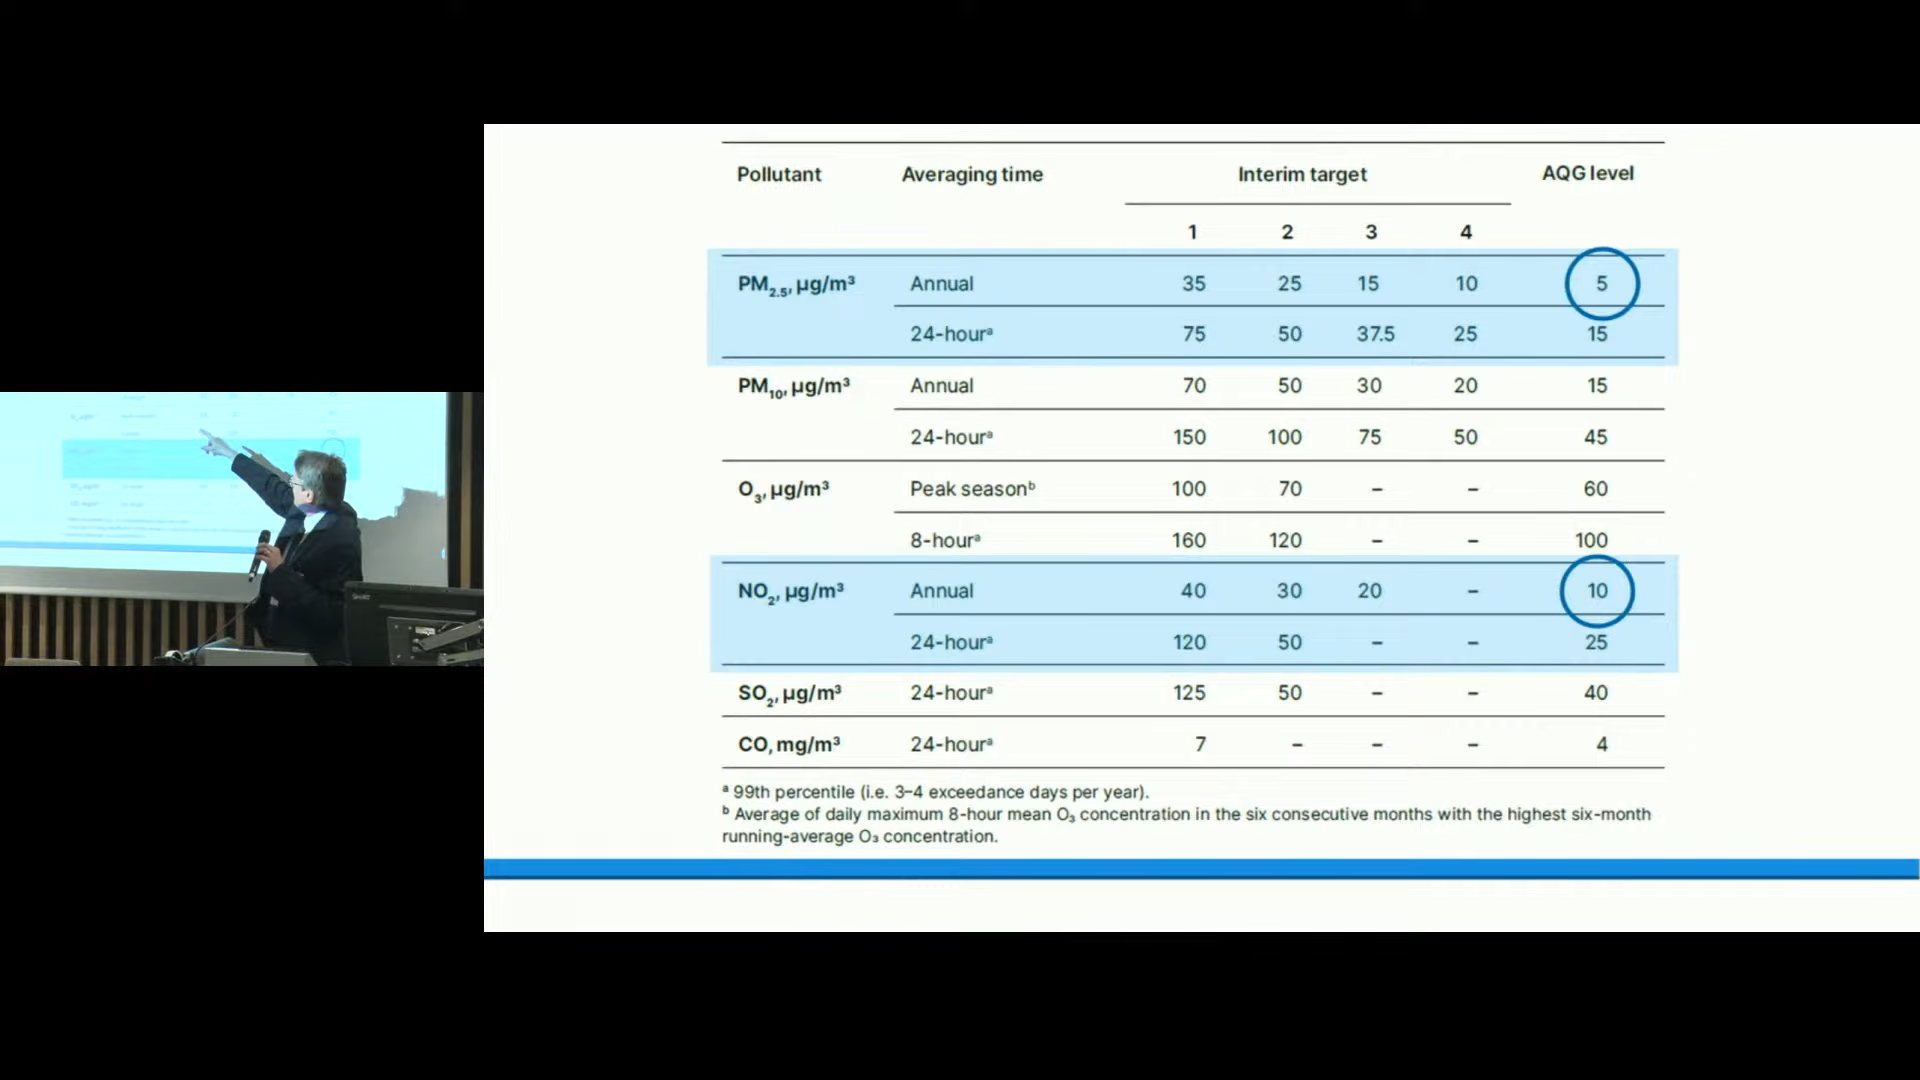 Pollutant Averaging time Interim target AQG level
1 2 3 4
PM2.5, µg/m³ Annual 35 25 15 10 5
24-hourᵃ 75 50 37.5 25 15
PM10, µg/m³ Annual 70 50 30 20 15
24-hourᵃ 150 100 75 50 45
O3, µg/m³ Peak seasonᵇ 100 70 – – 60
8-hourᵃ 160 120 – – 100
NO2, µg/m³ Annual 40 30 20 – 10
24-hourᵃ 120 50 – – 25
SO2, µg/m³ 24-hourᵃ 125 50 – – 40
CO, mg/m³ 24-hourᵃ 7 – – – 4
ᵃ 99th percentile (i.e. 3–4 exceedance days per year).
ᵇ Average of daily maximum 8-hour mean O₃ concentration in the six consecutive months with the highest six-month
running-average O₃ concentration.